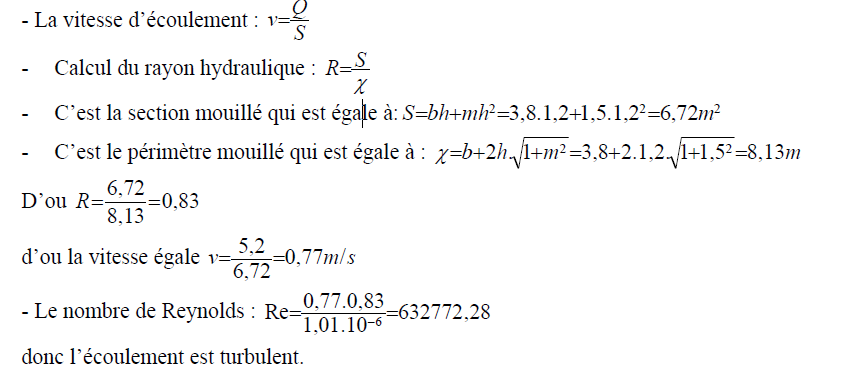 - La vitesse d’écoulement : v=Q/S
- Calcul du rayon hydraulique : R=S/χ
- C’est la section mouillé qui est égale à: S=bh+mh²=3,8.1,2+1,5.1,2²=6,72m²
- C’est le périmètre mouillé qui est égale à : χ=b+2h.√(1+m²)=3,8+2.1,2.√(1+1,5²)=8,13m
D’ou R=6,72/8,13=0,83
d’ou la vitesse égale v=5,2/6,72=0,77m/s
- Le nombre de Reynolds : Re=0,77.0,83/1,01.10⁻⁶=632772,28
donc l’écoulement est turbulent.